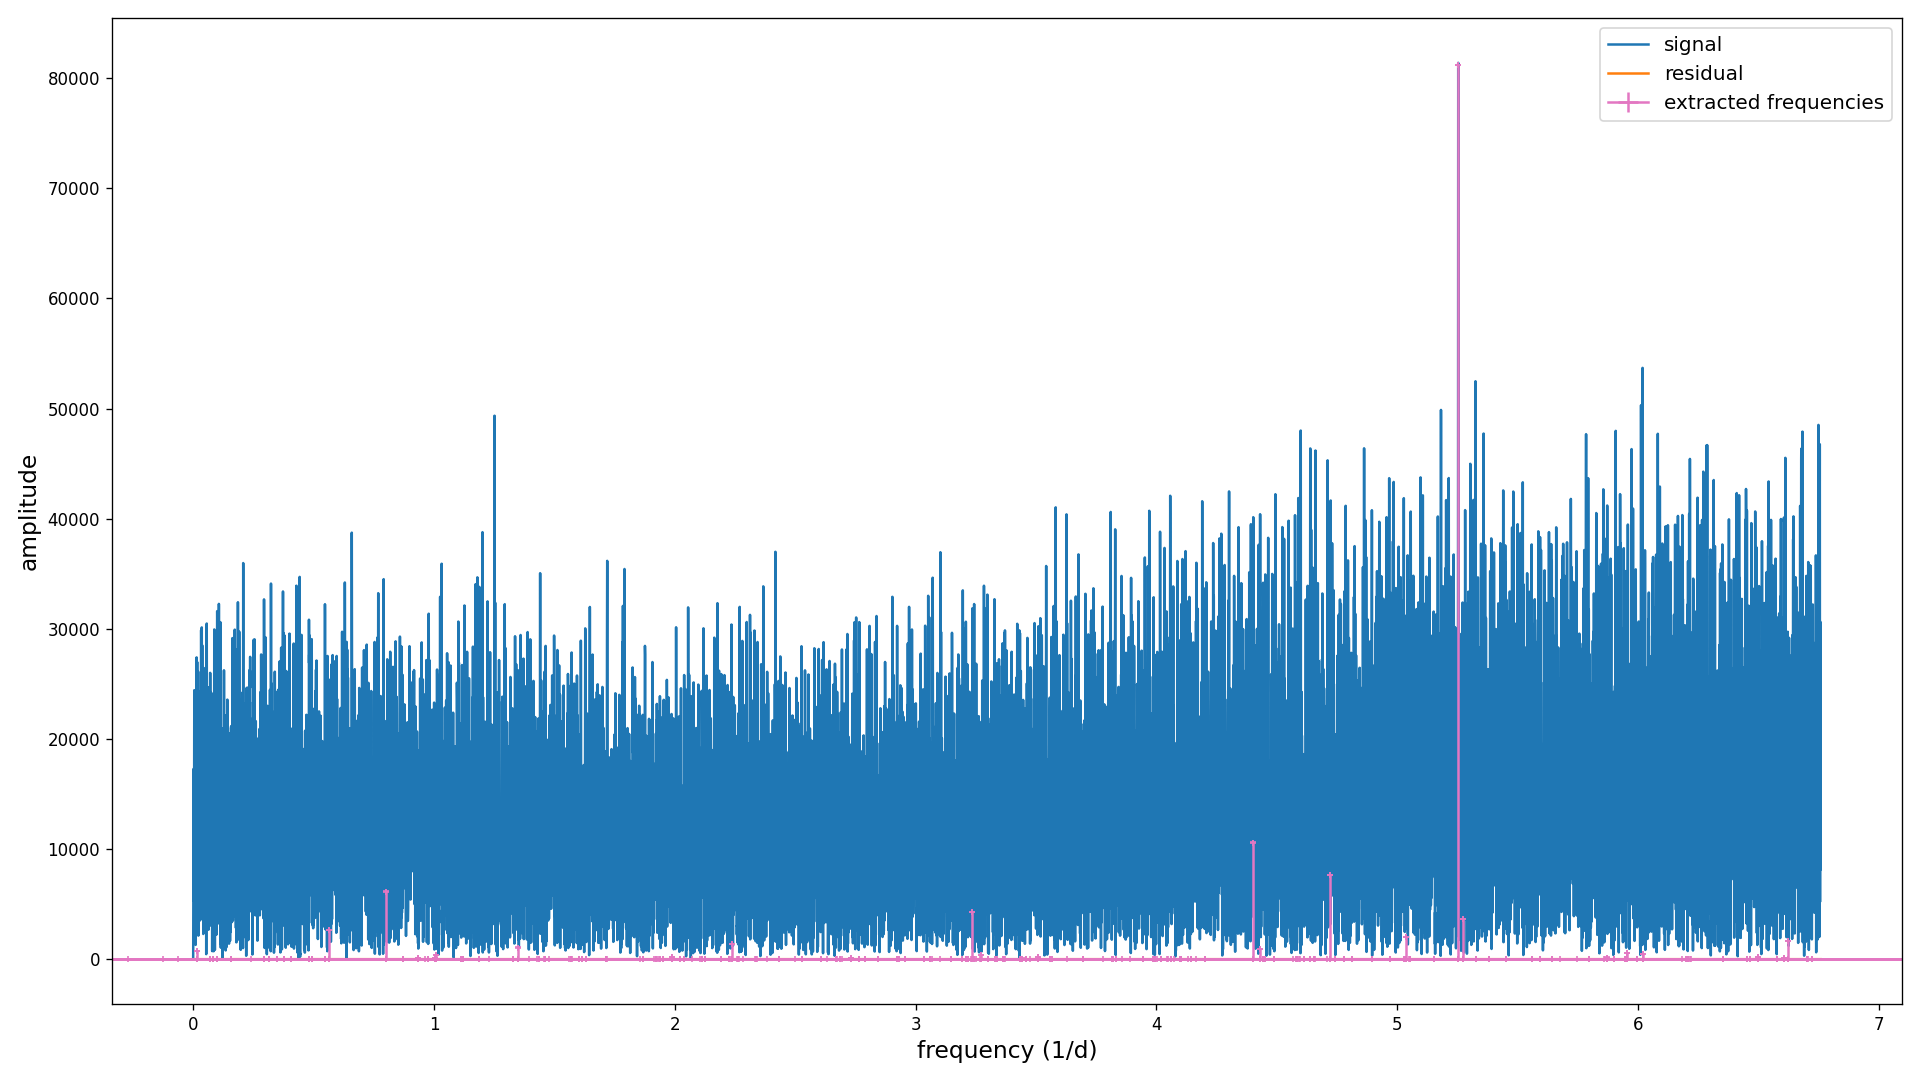 signal
residual
extracted frequencies
80000
70000
60000
50000
40000
30000
20000
10000
0
amplitude
0 1 2 3 4 5 6 7
frequency (1/d)